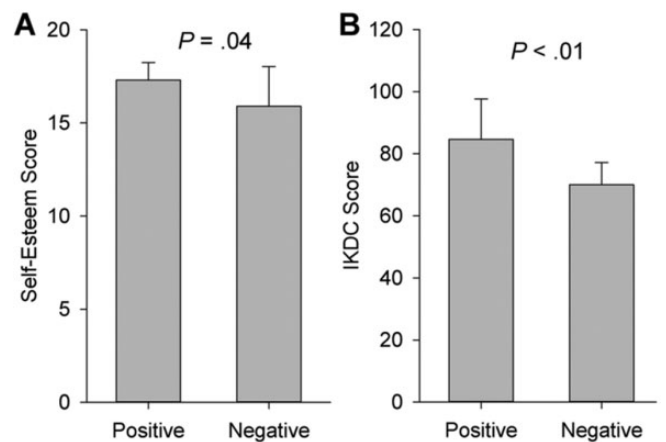 A
P = .04
Self-Esteem Score
20
15
10
5
0
Positive
Negative
B
P < .01
IKDC Score
120
100
80
60
40
20
0
Positive
Negative